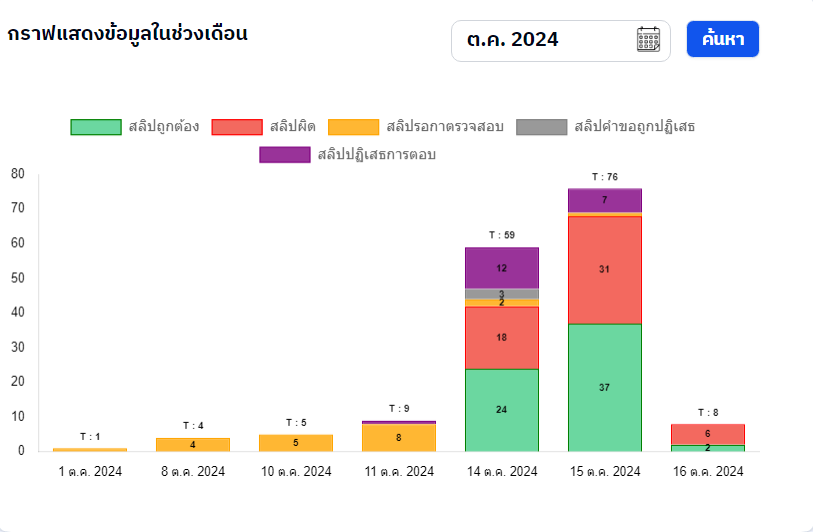 กราฟแสดงข้อมูลในช่วงเดือน
ต.ค. 2024
ค้นหา
สลิปถูกต้อง สลิปผิด สลิปรอกาตรวจสอบ สลิปคำขอถูกปฏิเสธ
สลิปปฏิเสธการตอบ
80
T : 76
70
7
60
T : 59
12
31
50
3
2
40
18
37
30
24
20
10
T : 1
T : 4
T : 5
T : 9
T : 8
4
5
8
6
2
0
1 ต.ค. 2024 8 ต.ค. 2024 10 ต.ค. 2024 11 ต.ค. 2024 14 ต.ค. 2024 15 ต.ค. 2024 16 ต.ค. 2024